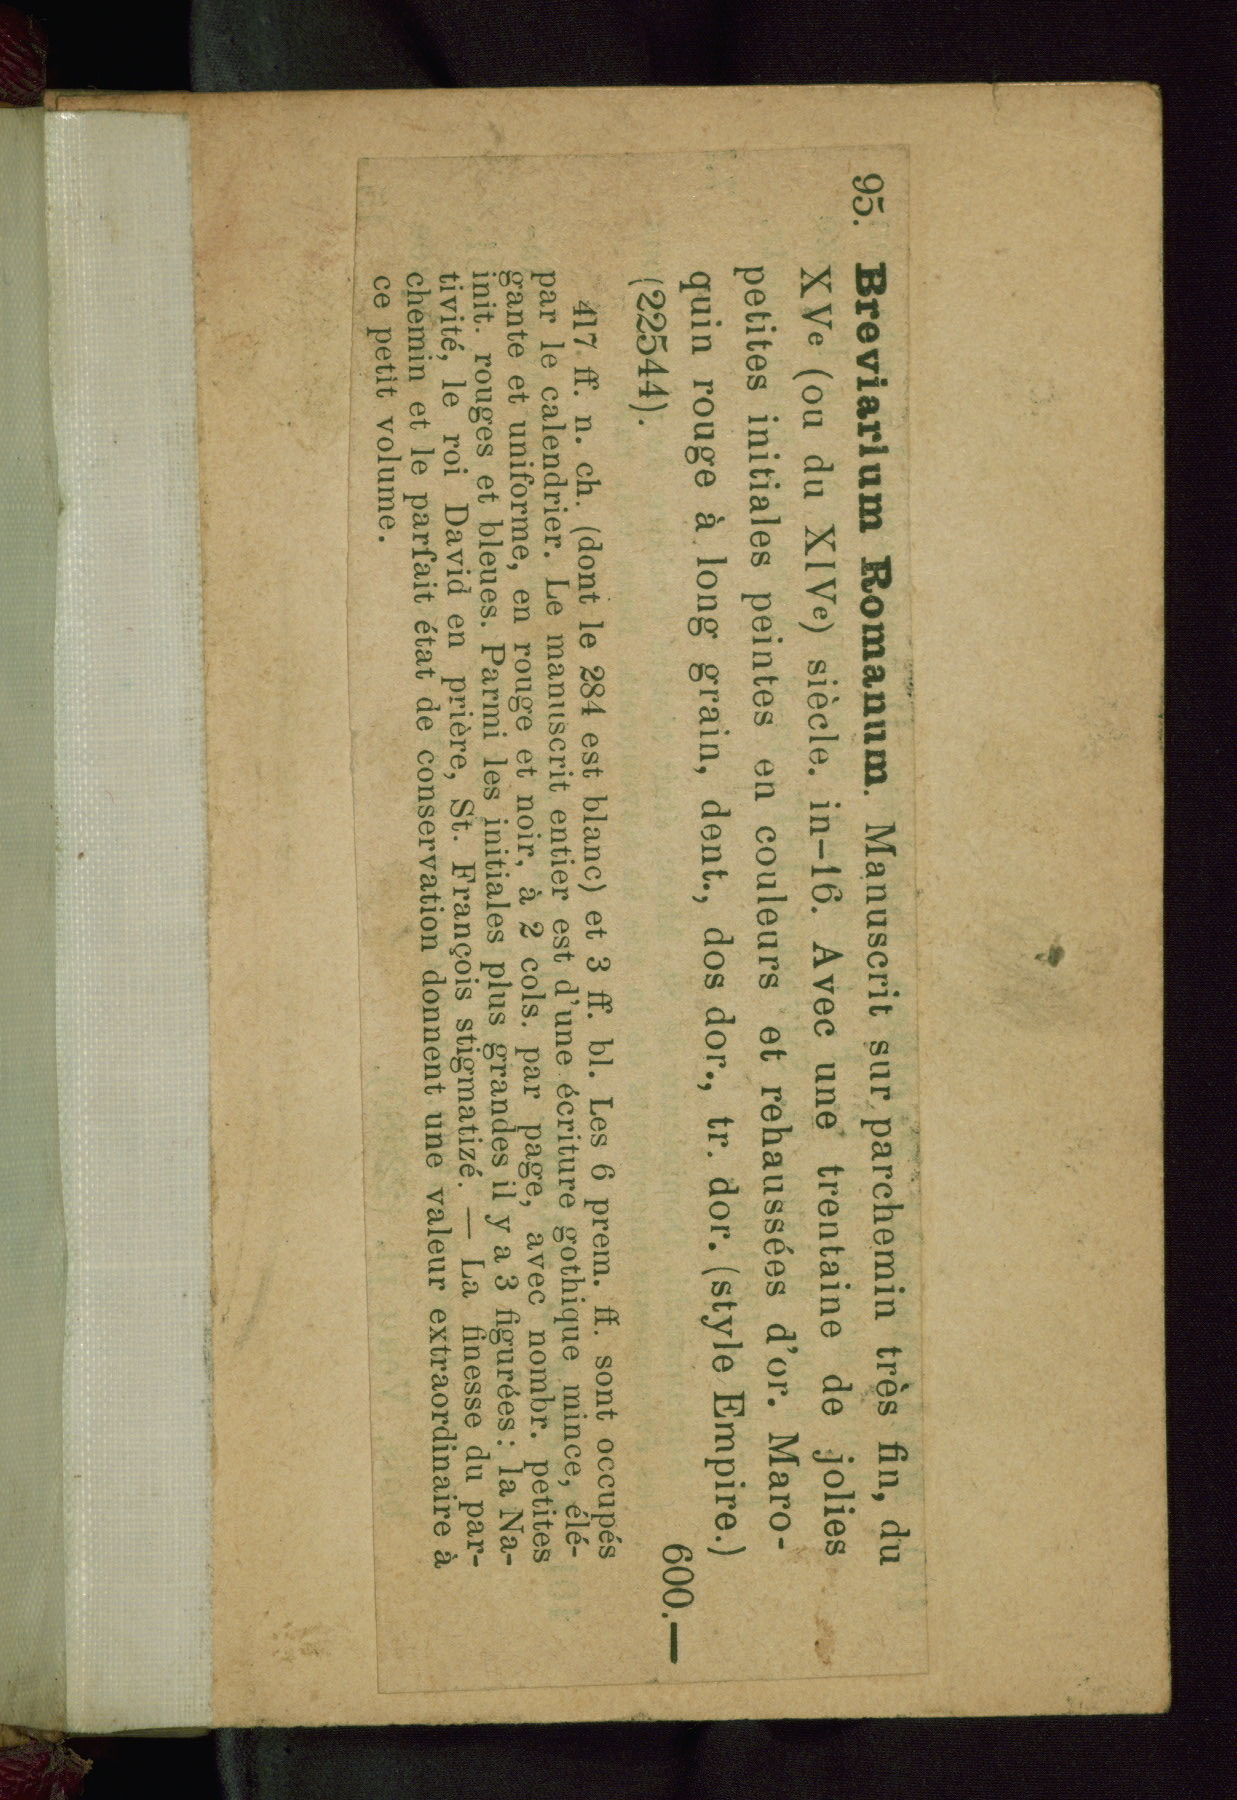 95. Breviarium Romanum. Manuscrit sur parchemin très fin, du
XVe (ou du XIVe) siècle. in-16. Avec une trentaine de jolies
petites initiales peintes en couleurs et rehaussées d'or. Maro-
quin rouge à long grain, dent., dos dor., tr. dor. (style Empire.)
(22544). 600.—
417 ff. n. ch. (dont le 284 est blanc) et 3 ff. bl. Les 6 prem. ff. sont occupés
par le calendrier. Le manuscrit entier est d'une écriture gothique mince, élé-
gante et uniforme, en rouge et noir, à 2 cols. par page, avec nombr. petites
init. rouges et bleues. Parmi les initiales plus grandes il y a 3 figurées: la Na-
tivité, le roi David en prière, St. François stigmatizé. — La finesse du par-
chemin et le parfait état de conservation donnent une valeur extraordinaire à
ce petit volume.